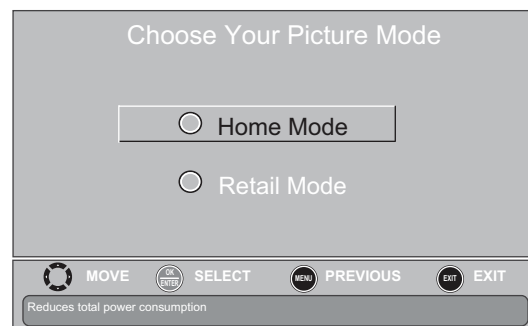 Choose Your Picture Mode
Home Mode
Retail Mode
MOVE OK ENTER SELECT MENU PREVIOUS EXIT EXIT
Reduces total power consumption